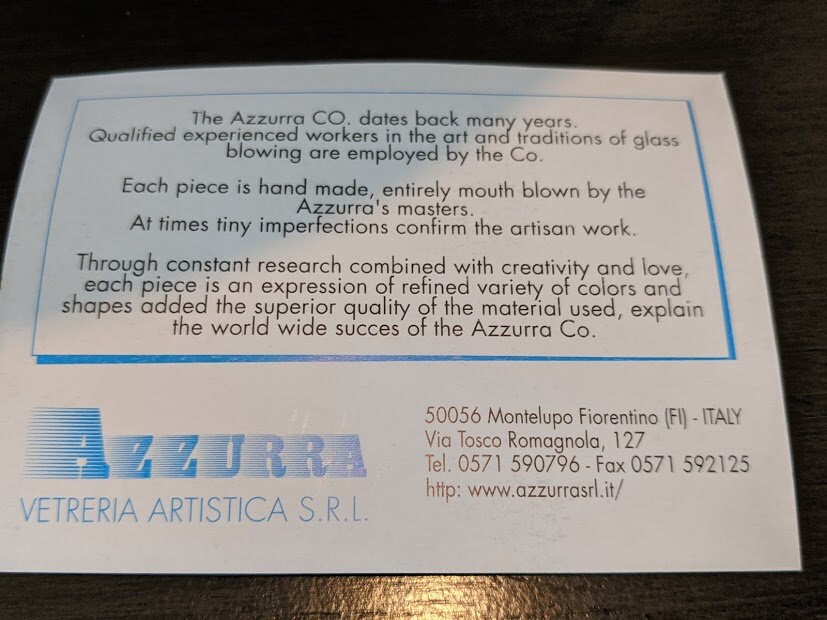 The Azzurra CO. dates back many years.
Qualified experienced workers in the art and traditions of glass
blowing are employed by the Co.
Each piece is hand made, entirely mouth blown by the
Azzurra's masters.
At times tiny imperfections confirm the artisan work.
Through constant research combined with creativity and love,
each piece is an expression of refined variety of colors and
shapes added the superior quality of the material used, explain
the world wide succes of the Azzurra Co.
AZZURRA
VETRERIA ARTISTICA S.R.L.
50056 Montelupo Fiorentino (FI) - ITALY
Via Tosco Romagnola, 127
Tel. 0571 590796 - Fax 0571 592125
http: www.azzurrasrl.it/